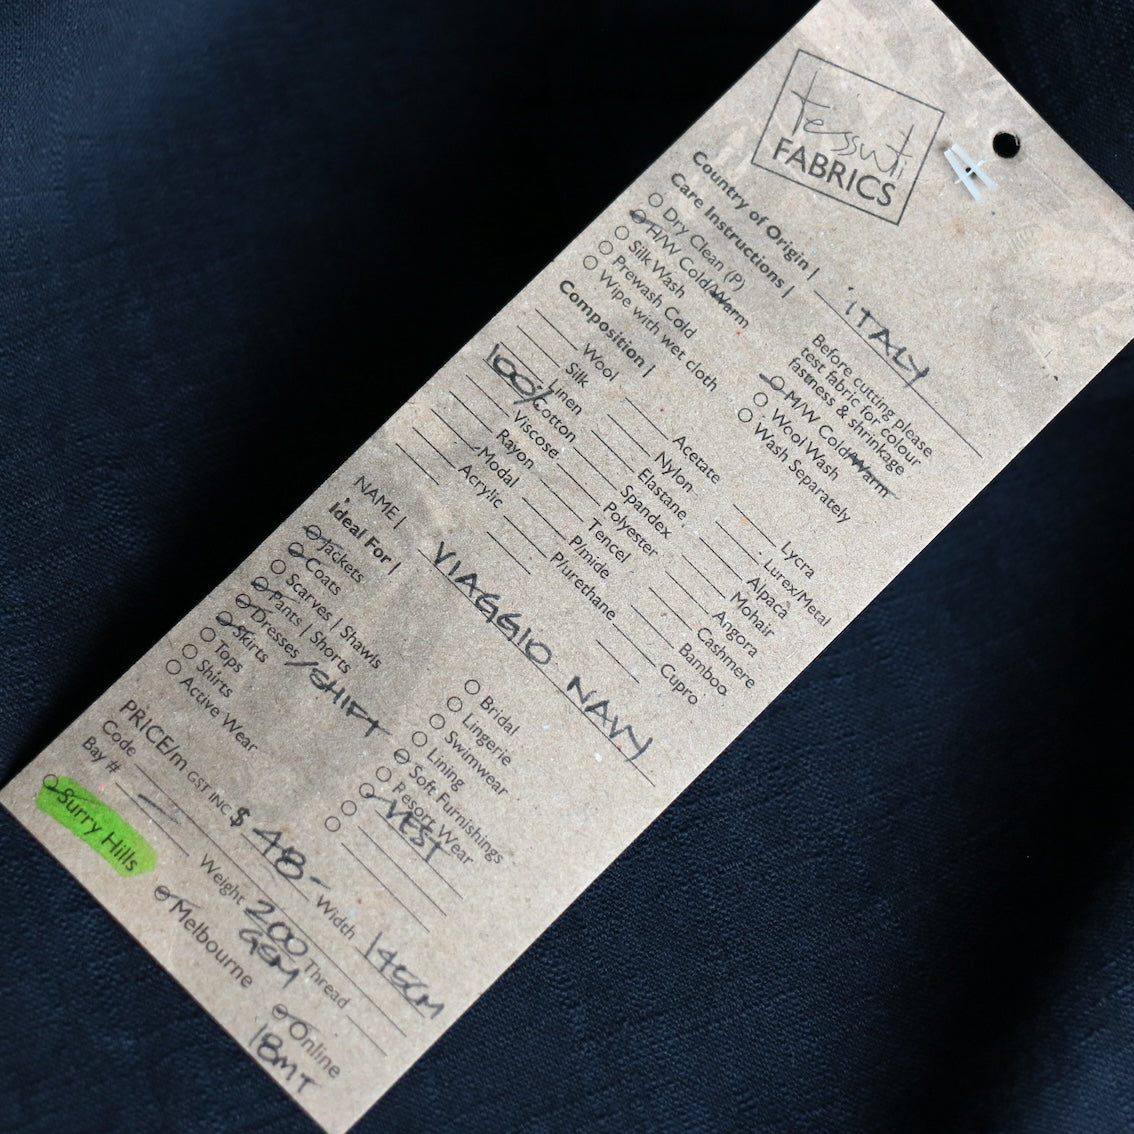 tessuti
FABRICS
Country of Origin | ITALY
Care Instructions |
Dry Clean (P)
H/W Cold/Warm
Silk Wash
Prewash Cold
Wipe with wet cloth
Before cutting please
test fabric for colour
fastness & shrinkage
M/W Cold/Warm
Wool Wash
Wash Separately
Composition |
Wool
Silk
Linen
100% Cotton
Viscose
Rayon
Modal
Acrylic
Acetate
Nylon
Elastane
Spandex
Polyester
Tencel
P/mide
P/urethane
Lycra
Lurex/Metal
Alpaca
Mohair
Angora
Cashmere
Bamboo
Cupro
NAME | VIAGGIO NAVY
Ideal For |
Jackets
Coats
Scarves | Shawls
Pants | Shorts
Dresses /SHIFT
Skirts
Tops
Shirts
Active Wear
Bridal
Lingerie
Swimwear
Lining
Soft Furnishings
Resort Wear
VEST
PRICE/m GST INC $48- Width 145CM
Code Weight 200 GSM Thread
Bay #
Surry Hills Melbourne Online
18MT